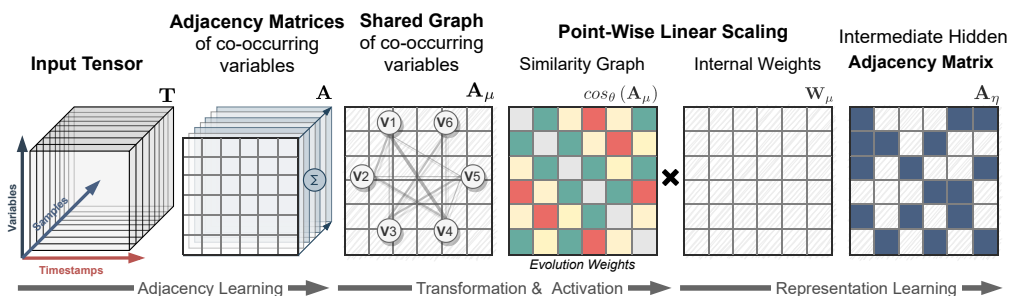 Input Tensor
T
Variables
Samples
Timestamps
Adjacency Matrices
of co-occurring
variables
A
Σ
Shared Graph
of co-occurring
variables
A_μ
V1
V6
V2
V5
V3
V4
Point-Wise Linear Scaling
Similarity Graph
cos_θ (A_μ)
Evolution Weights
×
Internal Weights
W_μ
Intermediate Hidden
Adjacency Matrix
A_η
Adjacency Learning
Transformation & Activation
Representation Learning